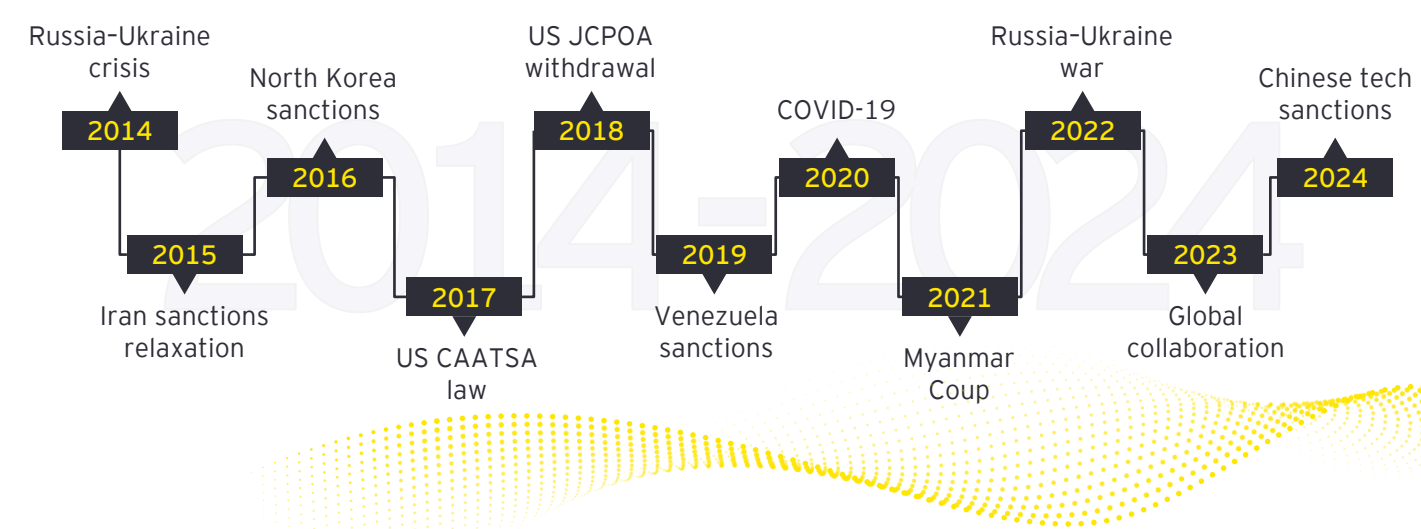 Russia–Ukraine
crisis
2014
2015
Iran sanctions
relaxation
North Korea
sanctions
2016
2017
US CAATSA
law
US JCPOA
withdrawal
2018
2019
Venezuela
sanctions
COVID-19
2020
2021
Myanmar
Coup
Russia–Ukraine
war
2022
2023
Global
collaboration
Chinese tech
sanctions
2024
2014-2024